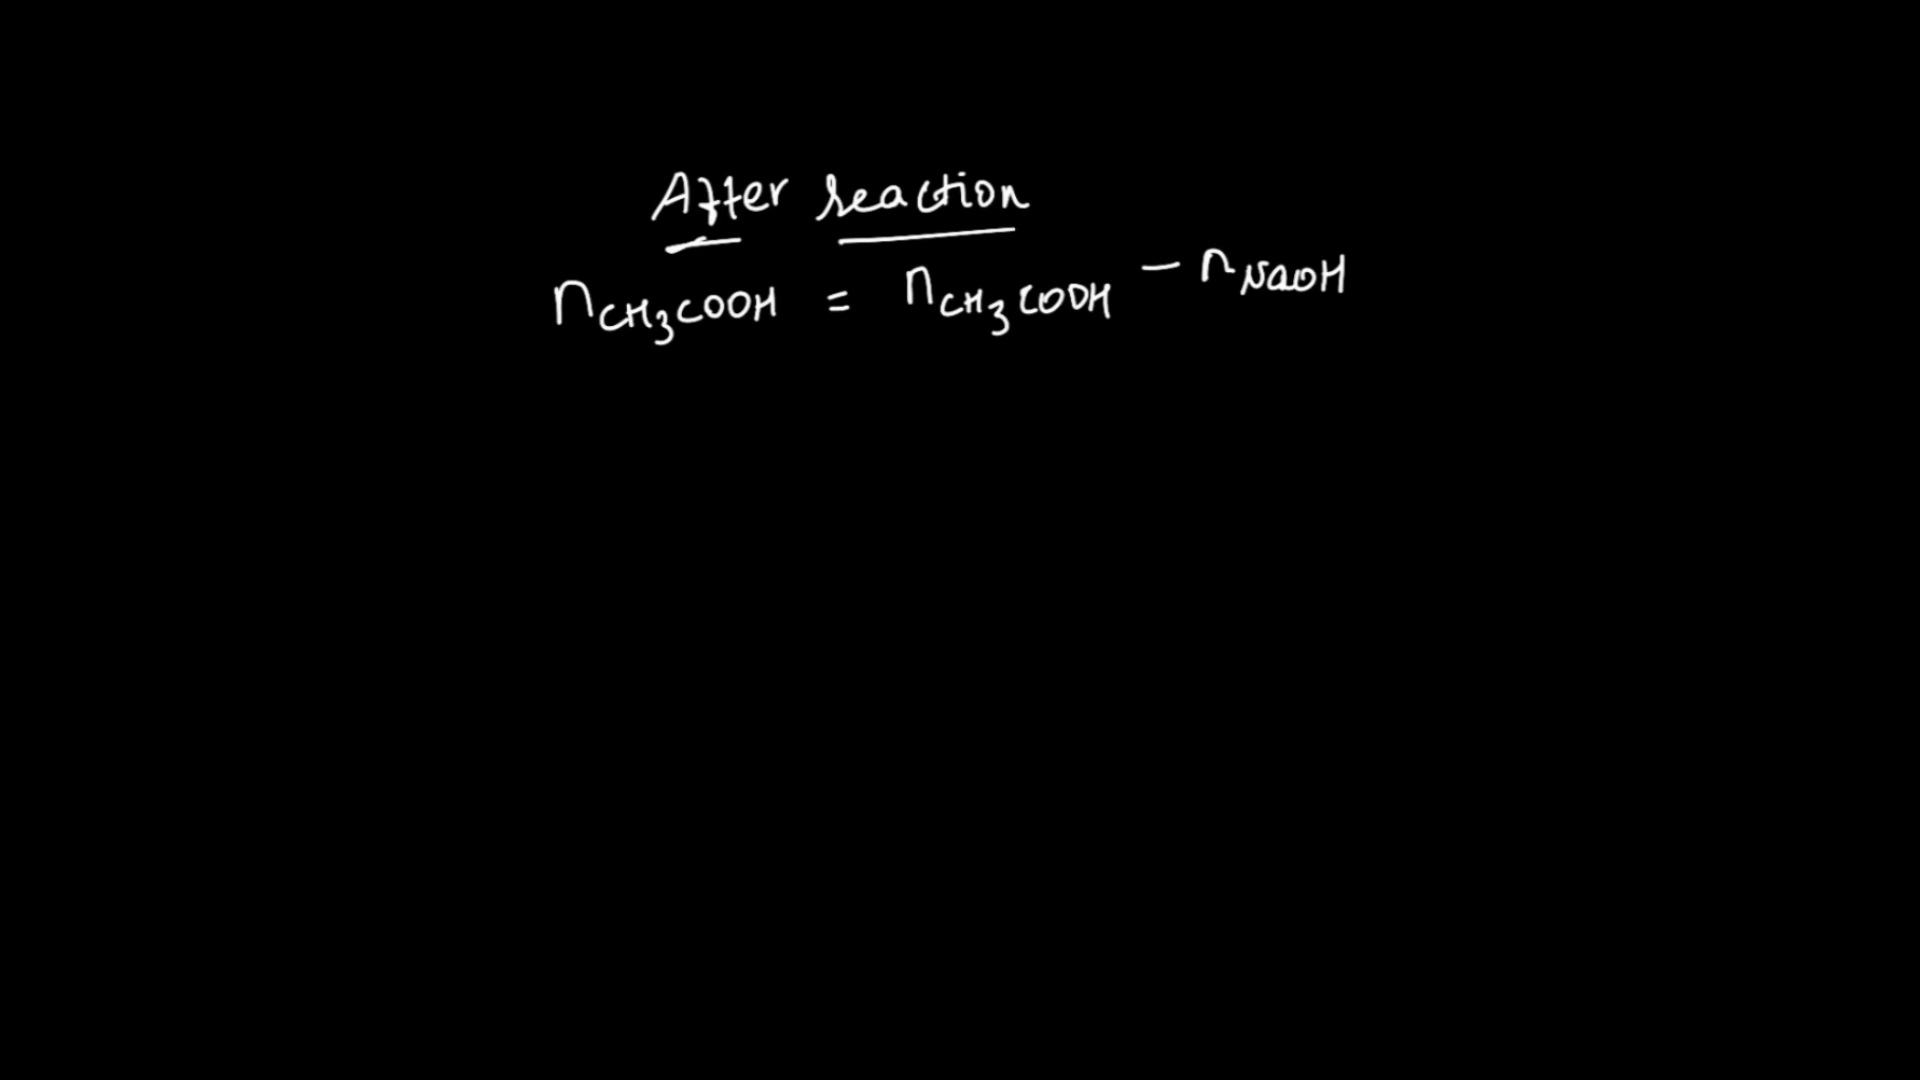 After reaction
nCH₃COOH = nCH₃COOH - nNaOH